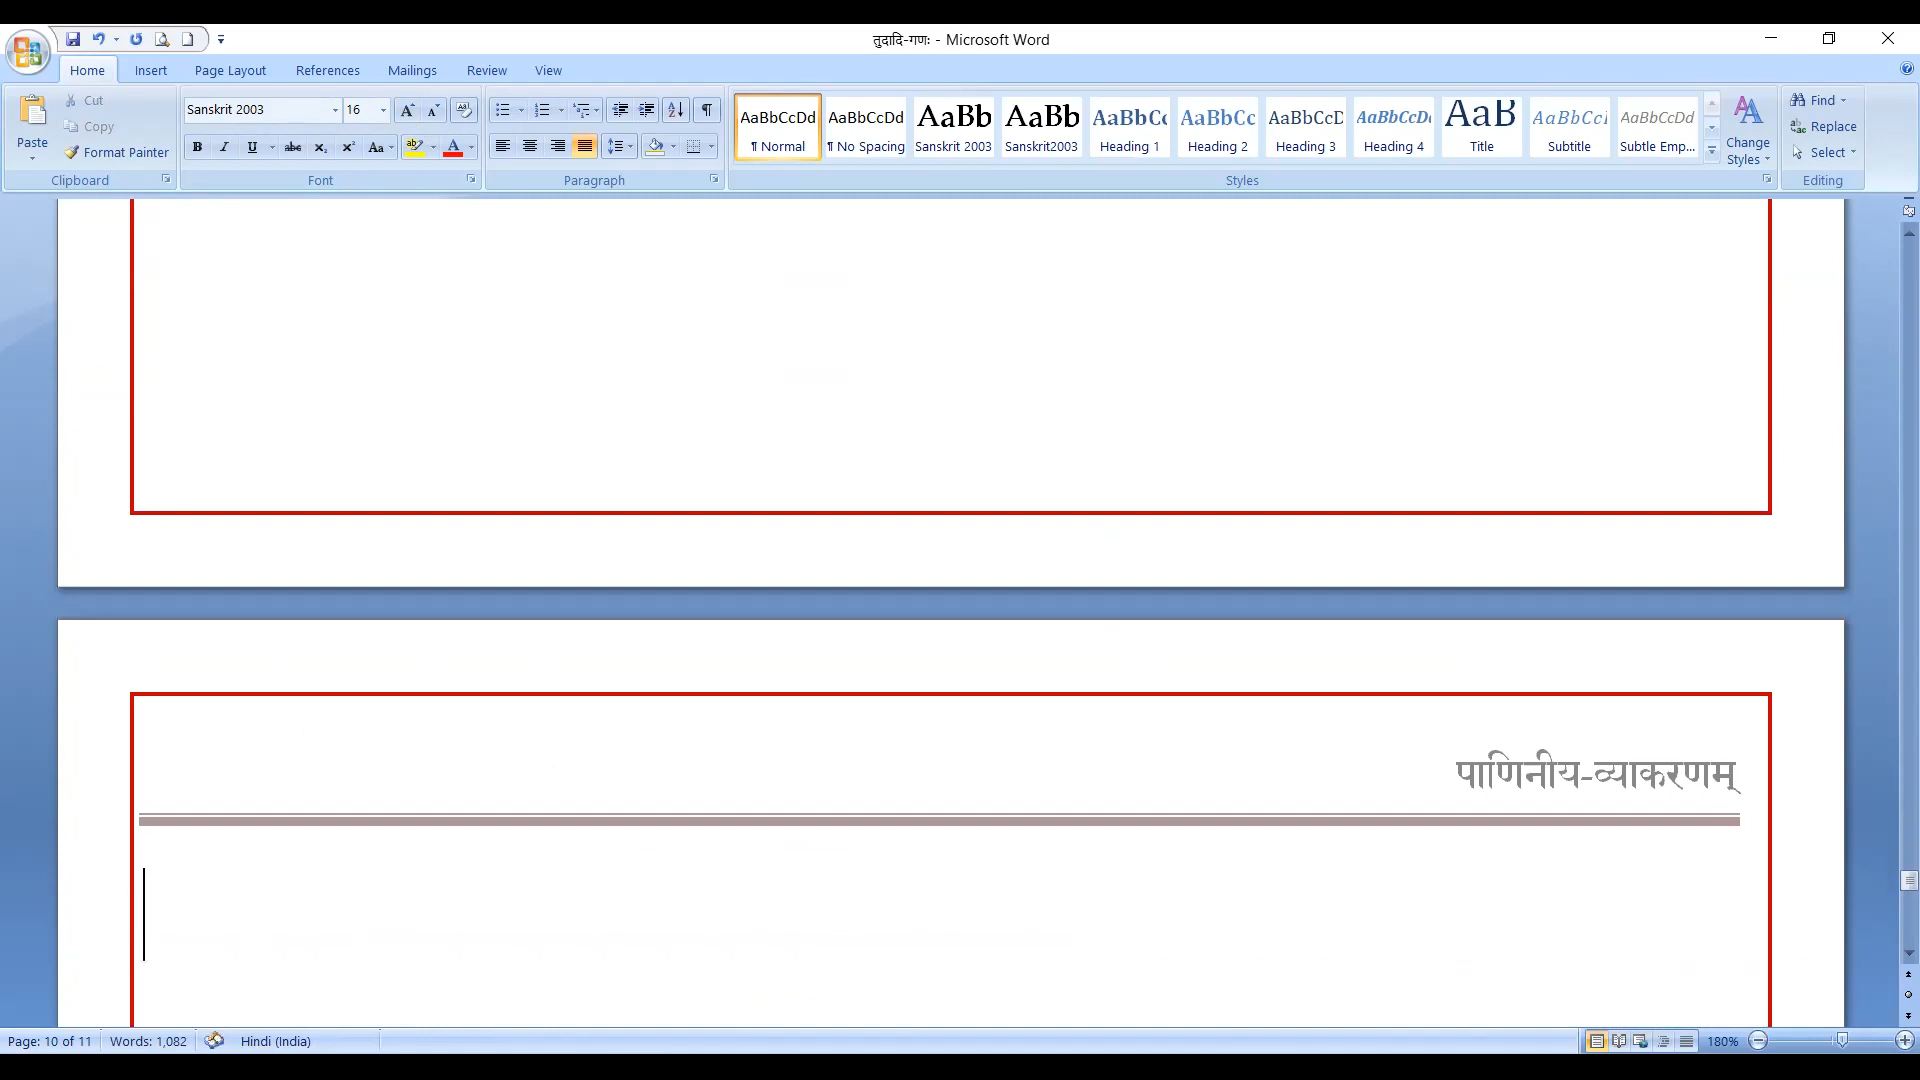 तुदादि-गणः - Microsoft Word
Home Insert Page Layout References Mailings Review View
Paste
Cut
Copy
Format Painter
Clipboard
Sanskrit 2003 16
Font
Paragraph
AaBbCcDd AaBbCcDd AaBb AaBb AaBbCc AaBbCc AaBbCcD AaBbCcDı AaB AaBbCcl AaBbCcDd
¶ Normal ¶ No Spacing Sanskrit 2003 Sanskrit2003 Heading 1 Heading 2 Heading 3 Heading 4 Title Subtitle Subtle Emp...
Change Styles
Styles
Find
Replace
Select
Editing
पाणिनीय-व्याकरणम्
Page: 10 of 11 Words: 1,082 Hindi (India) 180%